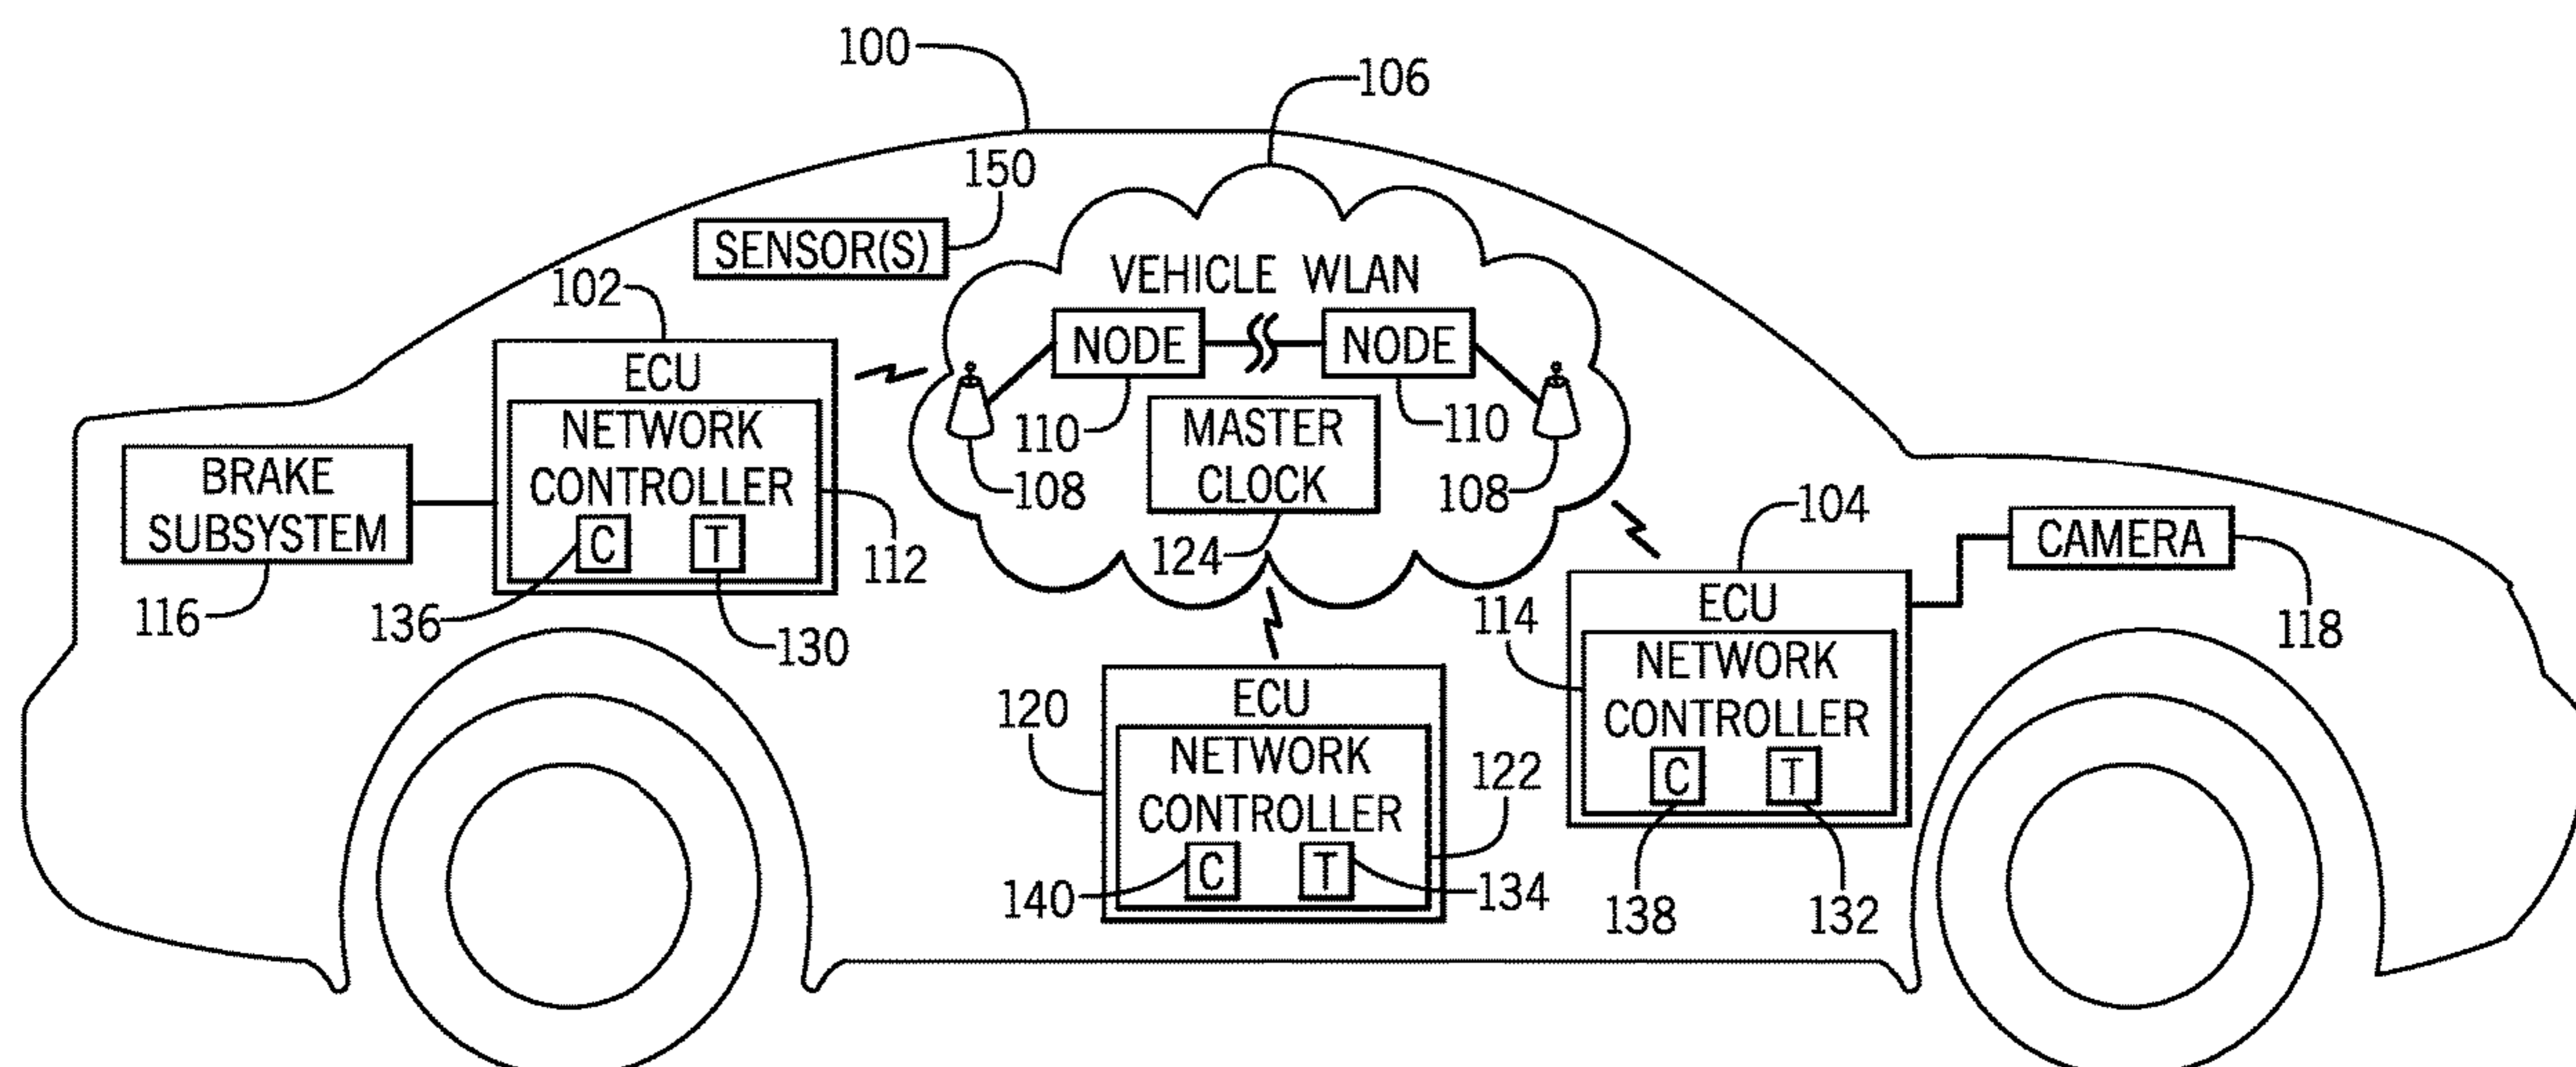 100
106
150
SENSOR(S)
VEHICLE WLAN
102
NODE
NODE
ECU
NETWORK
CONTROLLER
C
T
110
110
MASTER
CLOCK
108
108
BRAKE
SUBSYSTEM
112
124
104
CAMERA
116
136
130
118
ECU
NETWORK
CONTROLLER
C
T
114
120
ECU
NETWORK
CONTROLLER
C
T
122
140
134
138
132